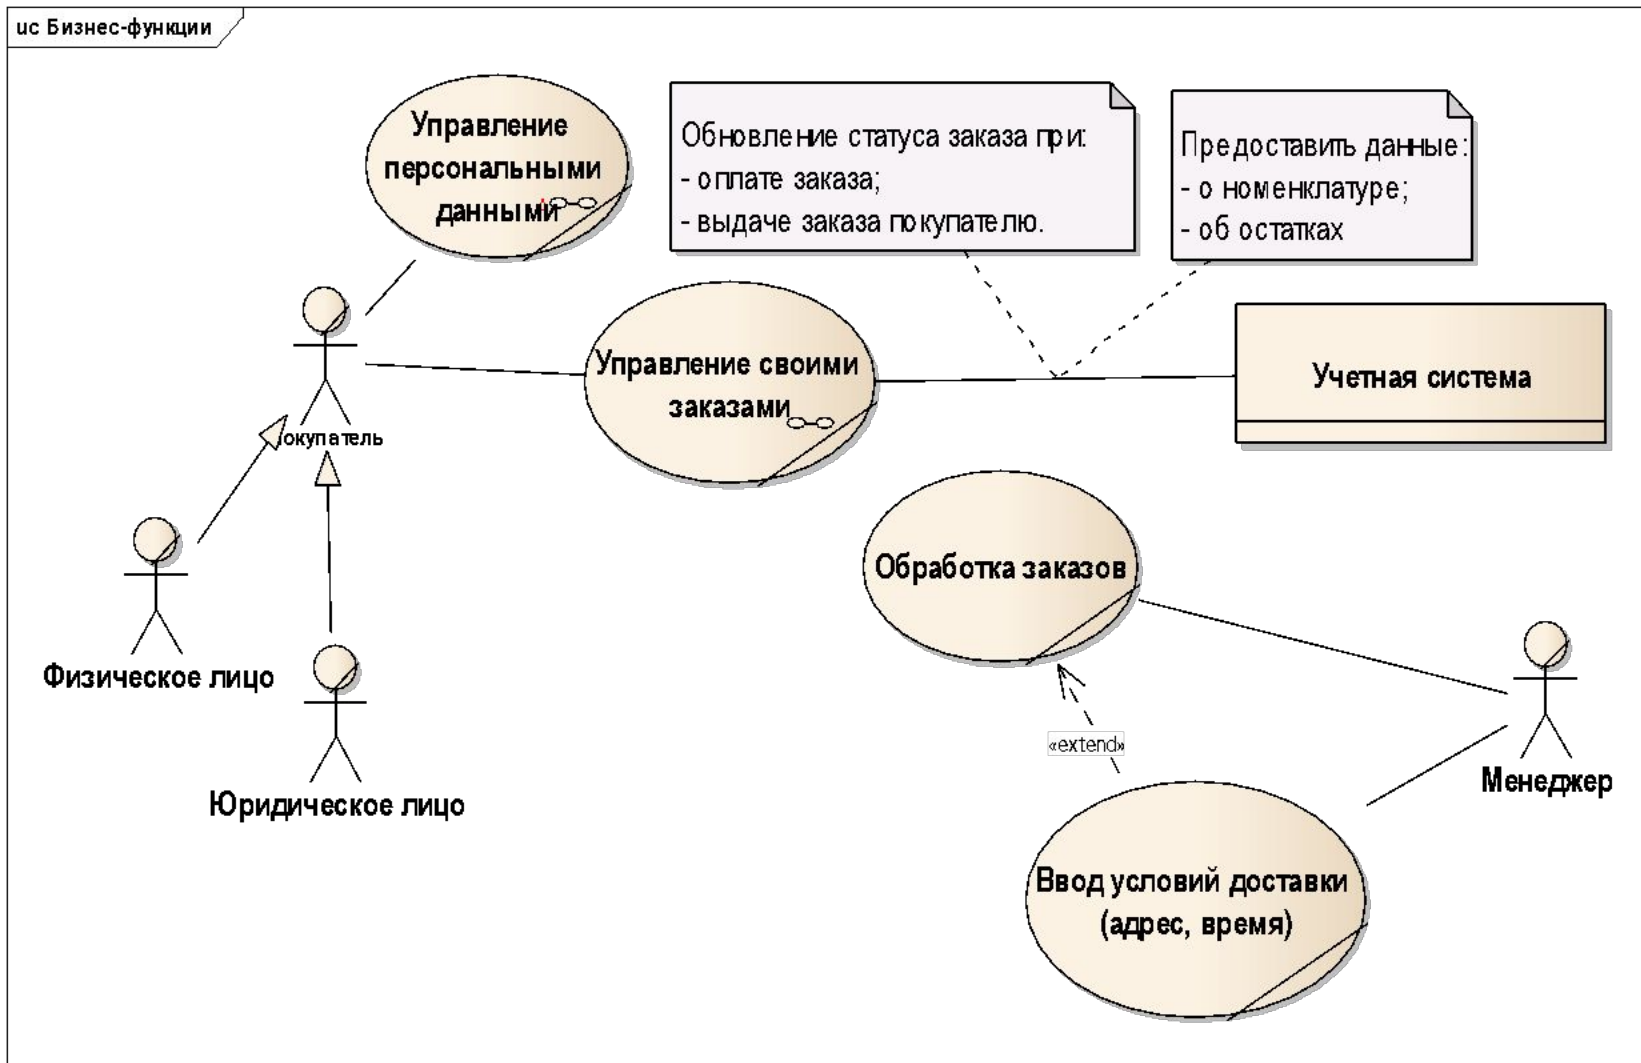 uc Бизнес-функции
Управление
персональными
данными
Обновление статуса заказа при:
- оплате заказа;
- выдаче заказа покупателю.
Предоставить данные:
- о номенклатуре;
- об остатках
Управление своими
заказами
Учетная система
окупатель
Обработка заказов
Физическое лицо
Юридическое лицо
«extend»
Менеджер
Ввод условий доставки
(адрес, время)